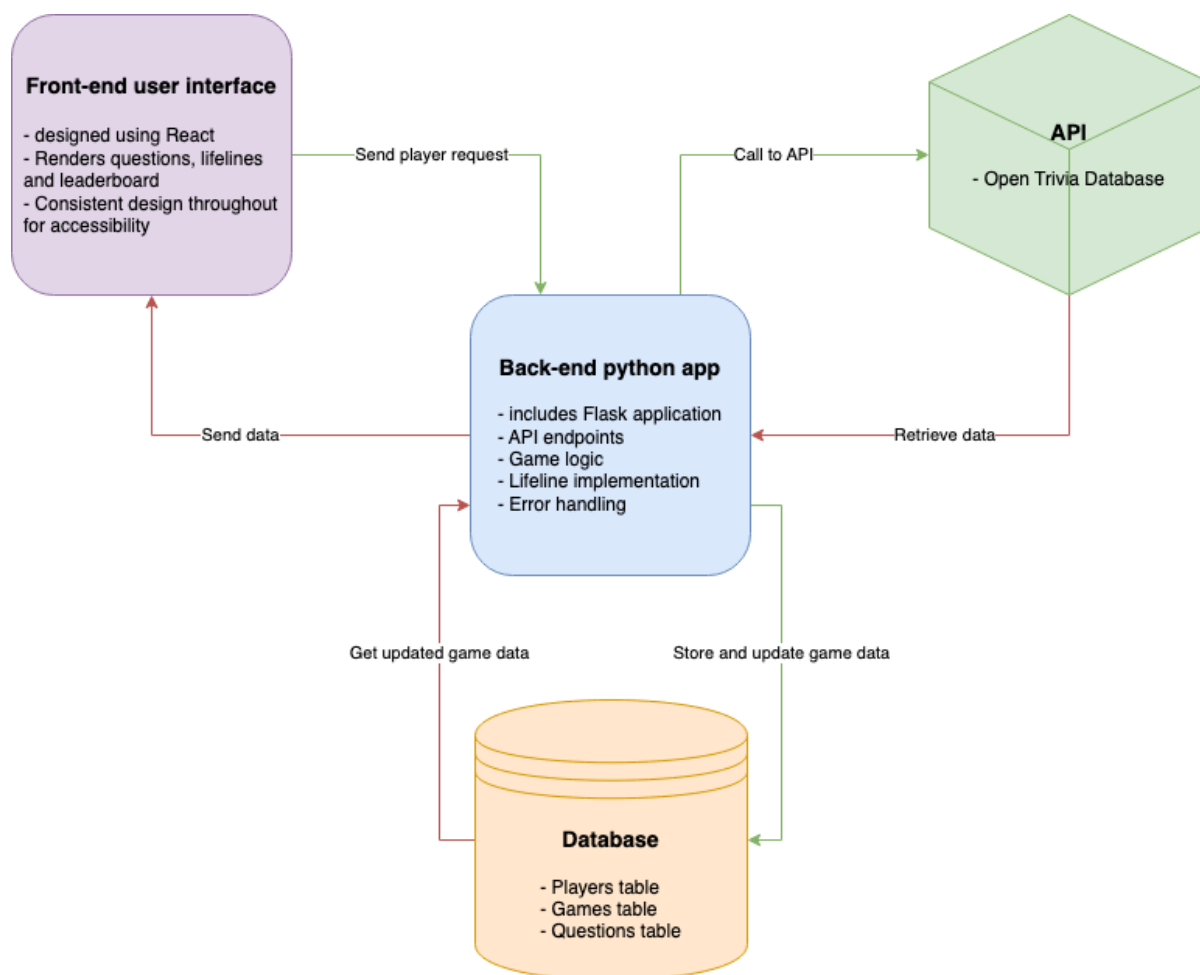 Front-end user interface
- designed using React
- Renders questions, lifelines
and leaderboard
- Consistent design throughout
for accessibility
Send player request
Call to API
API
- Open Trivia Database
Back-end python app
- includes Flask application
- API endpoints
- Game logic
- Lifeline implementation
- Error handling
Send data
Retrieve data
Get updated game data
Store and update game data
Database
- Players table
- Games table
- Questions table